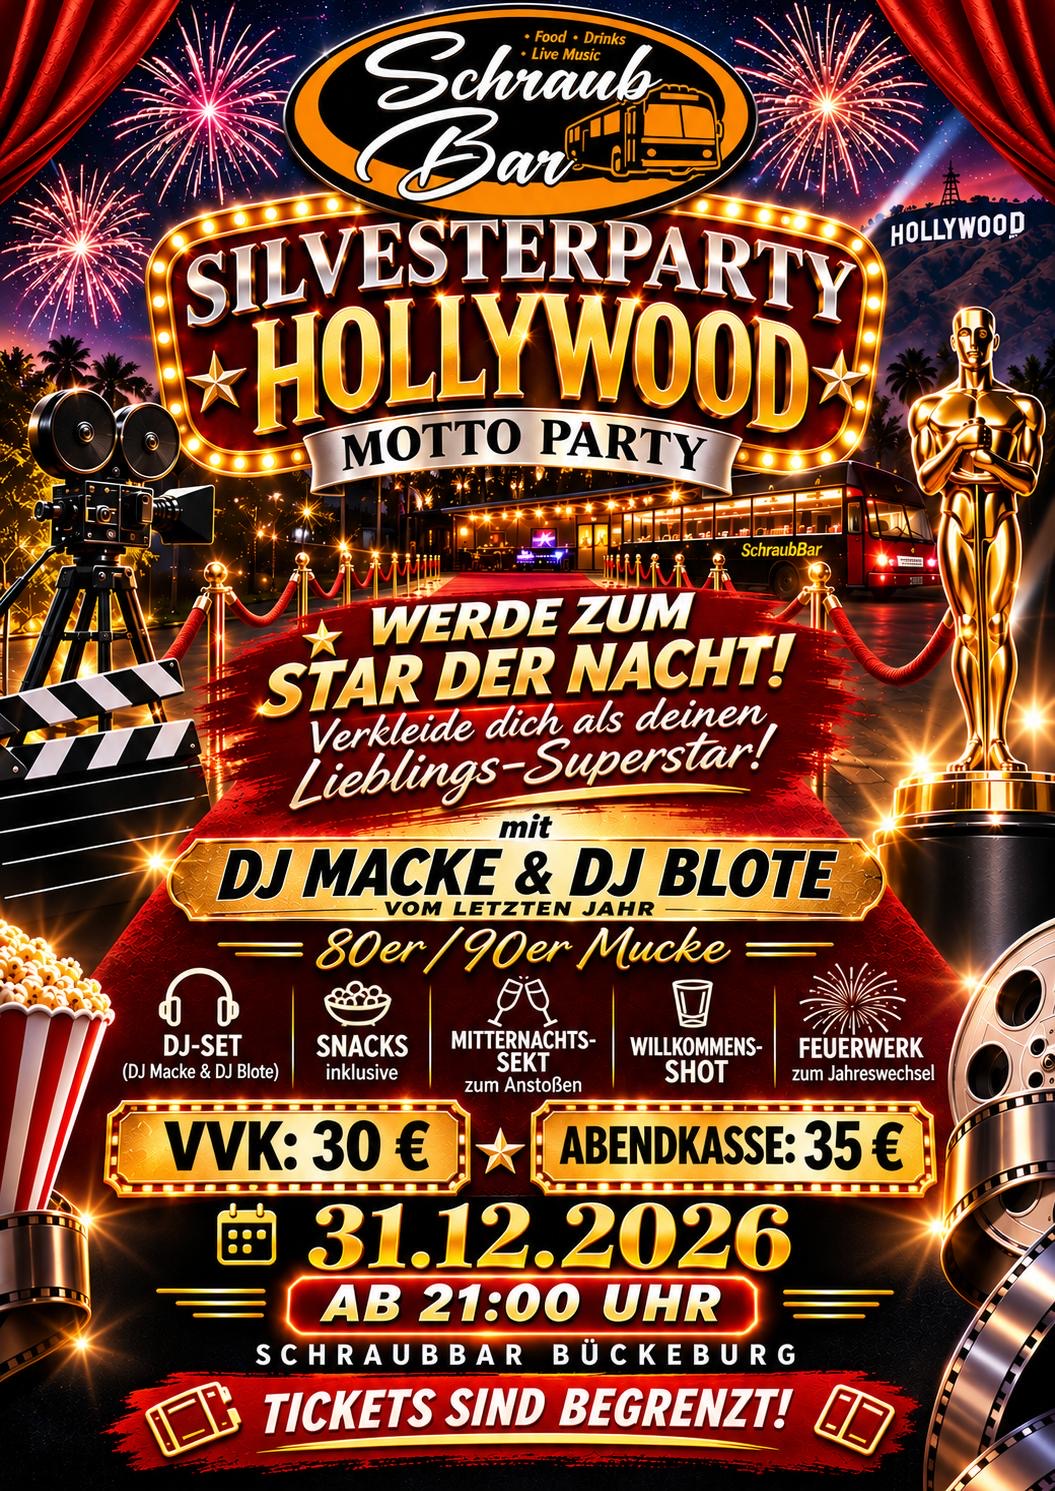 • Food • Drinks
• Live Music
Schraub
Bar
HOLLYWOOD
SILVESTERPARTY
HOLLYWOOD
MOTTO PARTY
SchraubBar
WERDE ZUM
STAR DER NACHT!
Verkleide dich als deinen
Lieblings-Superstar!
mit
DJ MACKE & DJ BLOTE
VOM LETZTEN JAHR
80er/90er Mucke
DJ-SET
(DJ Macke & DJ Blote)
SNACKS
inklusive
MITTERNACHTS-
SEKT
zum Anstoßen
WILLKOMMENS-
SHOT
FEUERWERK
zum Jahreswechsel
VVK: 30 €
ABENDKASSE: 35 €
31.12.2026
AB 21:00 UHR
SCHRAUBBAR BÜCKEBURG
TICKETS SIND BEGRENZT!